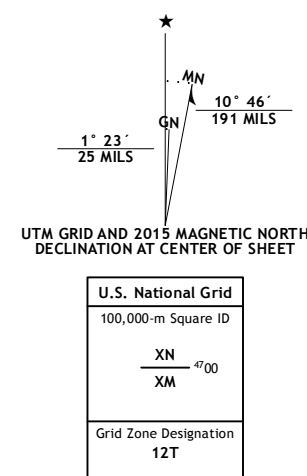 ★
MN
GN
1° 23´
25 MILS
10° 46´
191 MILS
UTM GRID AND 2015 MAGNETIC NORTH
DECLINATION AT CENTER OF SHEET
U.S. National Grid
100,000-m Square ID
XN
4700
XM
Grid Zone Designation
12T